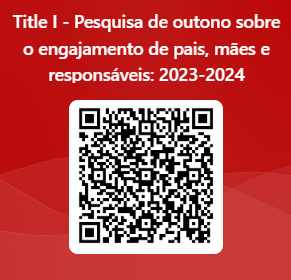 Title I - Pesquisa de outono sobre
o engajamento de pais, mães e
responsáveis: 2023-2024